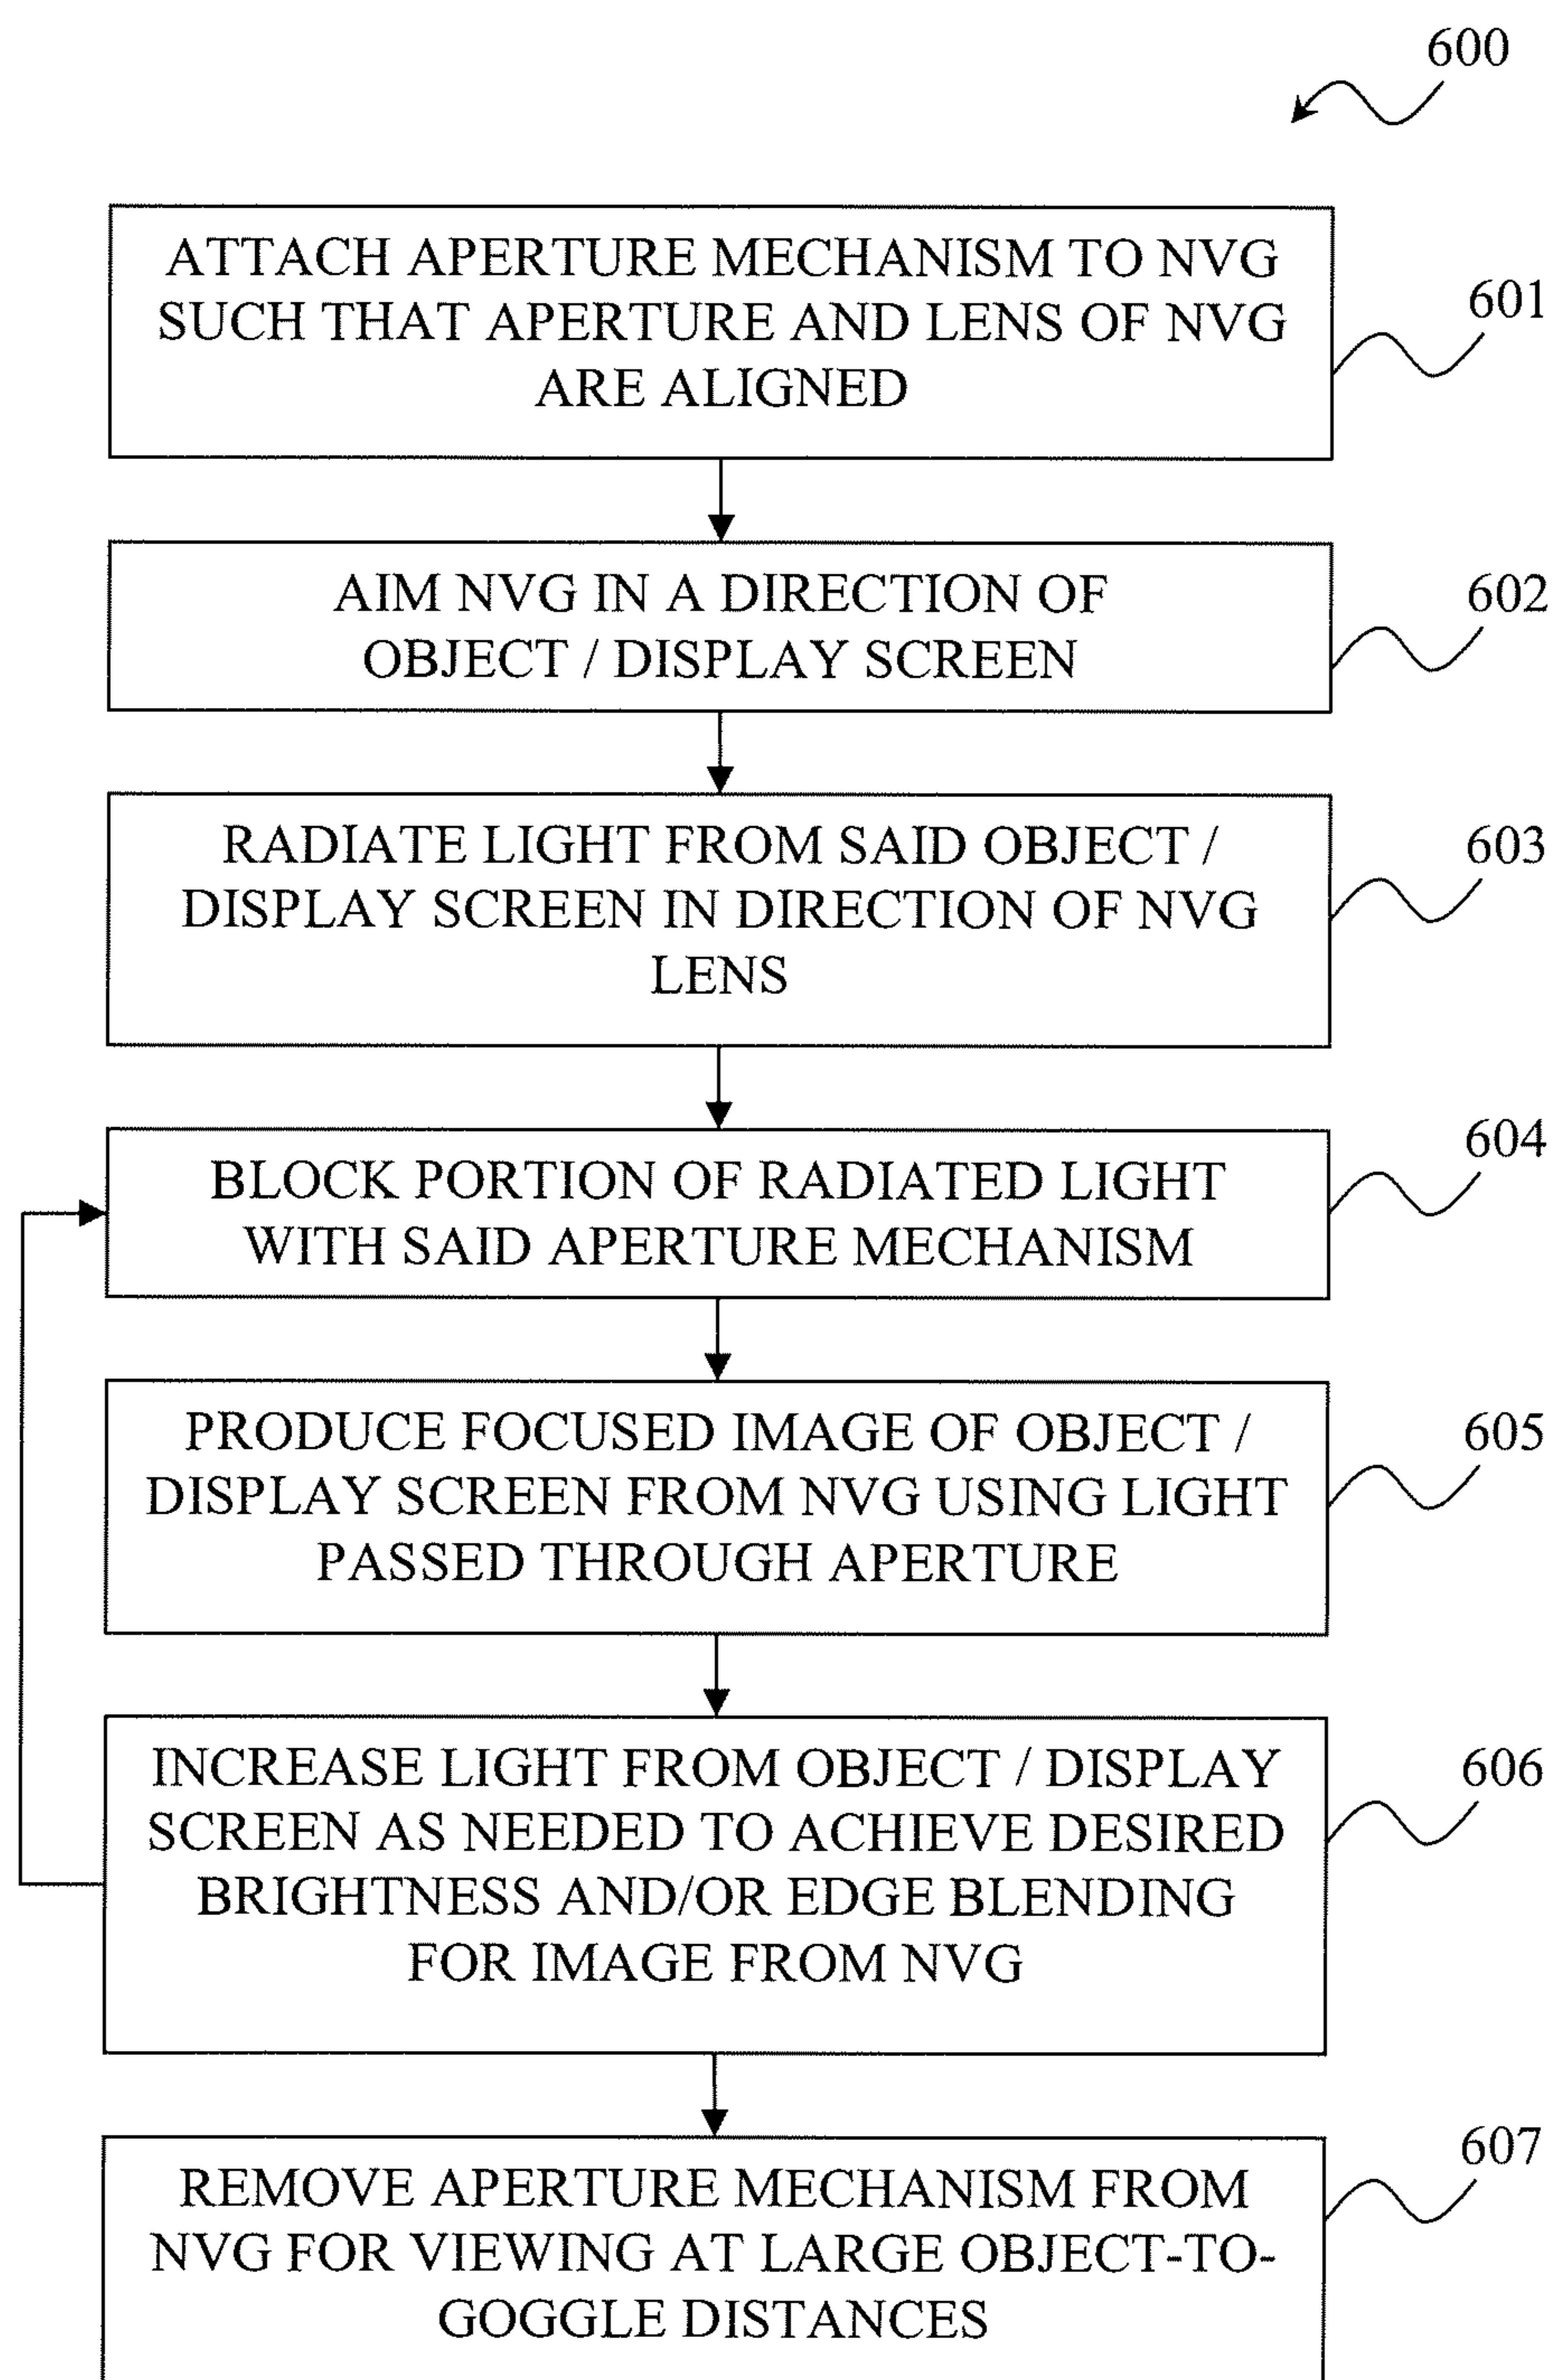 600
ATTACH APERTURE MECHANISM TO NVG
SUCH THAT APERTURE AND LENS OF NVG
ARE ALIGNED
601
AIM NVG IN A DIRECTION OF
OBJECT / DISPLAY SCREEN
602
RADIATE LIGHT FROM SAID OBJECT /
DISPLAY SCREEN IN DIRECTION OF NVG
LENS
603
BLOCK PORTION OF RADIATED LIGHT
WITH SAID APERTURE MECHANISM
604
PRODUCE FOCUSED IMAGE OF OBJECT /
DISPLAY SCREEN FROM NVG USING LIGHT
PASSED THROUGH APERTURE
605
INCREASE LIGHT FROM OBJECT / DISPLAY
SCREEN AS NEEDED TO ACHIEVE DESIRED
BRIGHTNESS AND/OR EDGE BLENDING
FOR IMAGE FROM NVG
606
REMOVE APERTURE MECHANISM FROM
NVG FOR VIEWING AT LARGE OBJECT-TO-
GOGGLE DISTANCES
607